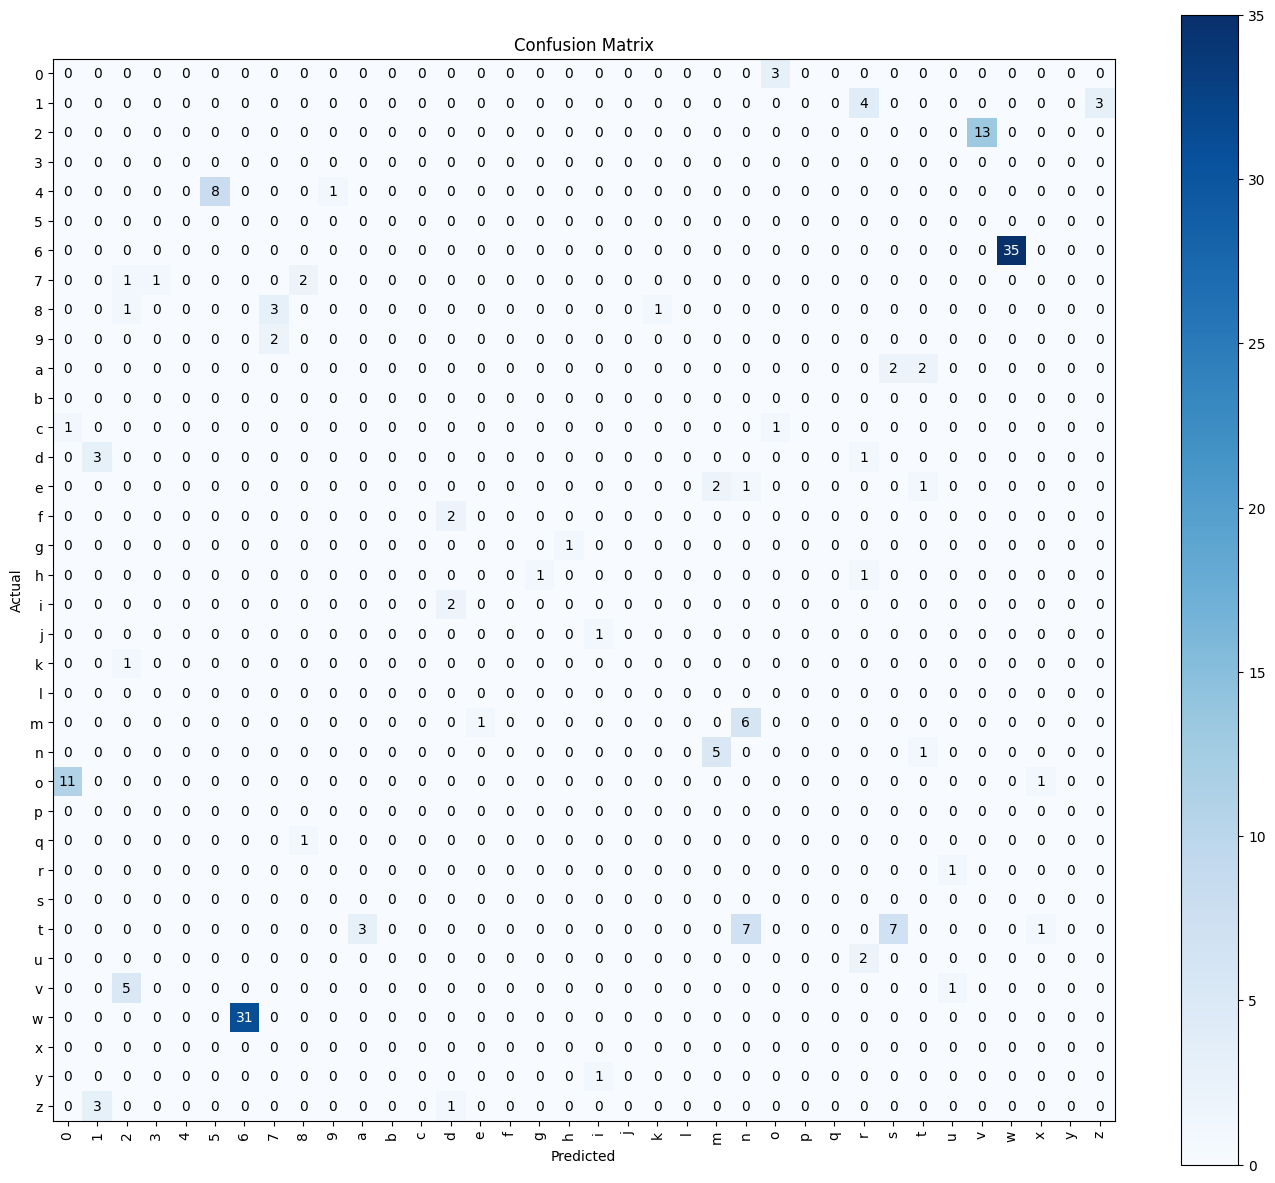 Confusion Matrix
35
0 0 0 0 0 0 0 0 0 0 0 0 0 0 0 0 0 0 0 0 0 0 0 0 0 3 0 0 0 0 0 0 0 0 0 0
1 0 0 0 0 0 0 0 0 0 0 0 0 0 0 0 0 0 0 0 0 0 0 0 0 0 0 0 4 0 0 0 0 0 0 0 3
2 0 0 0 0 0 0 0 0 0 0 0 0 0 0 0 0 0 0 0 0 0 0 0 0 0 0 0 0 0 0 0 13 0 0 0 0
3 0 0 0 0 0 0 0 0 0 0 0 0 0 0 0 0 0 0 0 0 0 0 0 0 0 0 0 0 0 0 0 0 0 0 0 0
30
4 0 0 0 0 0 8 0 0 0 1 0 0 0 0 0 0 0 0 0 0 0 0 0 0 0 0 0 0 0 0 0 0 0 0 0 0
5 0 0 0 0 0 0 0 0 0 0 0 0 0 0 0 0 0 0 0 0 0 0 0 0 0 0 0 0 0 0 0 0 0 0 0 0
6 0 0 0 0 0 0 0 0 0 0 0 0 0 0 0 0 0 0 0 0 0 0 0 0 0 0 0 0 0 0 0 0 35 0 0 0
7 0 0 1 1 0 0 0 0 2 0 0 0 0 0 0 0 0 0 0 0 0 0 0 0 0 0 0 0 0 0 0 0 0 0 0 0
8 0 0 1 0 0 0 0 3 0 0 0 0 0 0 0 0 0 0 0 0 1 0 0 0 0 0 0 0 0 0 0 0 0 0 0 0
9 0 0 0 0 0 0 0 2 0 0 0 0 0 0 0 0 0 0 0 0 0 0 0 0 0 0 0 0 0 0 0 0 0 0 0 0
25
a 0 0 0 0 0 0 0 0 0 0 0 0 0 0 0 0 0 0 0 0 0 0 0 0 0 0 0 0 2 2 0 0 0 0 0 0
b 0 0 0 0 0 0 0 0 0 0 0 0 0 0 0 0 0 0 0 0 0 0 0 0 0 0 0 0 0 0 0 0 0 0 0 0
c 1 0 0 0 0 0 0 0 0 0 0 0 0 0 0 0 0 0 0 0 0 0 0 0 0 1 0 0 0 0 0 0 0 0 0 0
d 0 3 0 0 0 0 0 0 0 0 0 0 0 0 0 0 0 0 0 0 0 0 0 0 0 0 0 0 1 0 0 0 0 0 0 0 0
e 0 0 0 0 0 0 0 0 0 0 0 0 0 0 0 0 0 0 0 0 0 0 2 1 0 0 0 0 0 1 0 0 0 0 0 0
20
f 0 0 0 0 0 0 0 0 0 0 0 0 0 2 0 0 0 0 0 0 0 0 0 0 0 0 0 0 0 0 0 0 0 0 0 0
g 0 0 0 0 0 0 0 0 0 0 0 0 0 0 0 0 0 1 0 0 0 0 0 0 0 0 0 0 0 0 0 0 0 0 0 0
h 0 0 0 0 0 0 0 0 0 0 0 0 0 0 0 0 1 0 0 0 0 0 0 0 0 0 0 1 0 0 0 0 0 0 0 0
Actual
i 0 0 0 0 0 0 0 0 0 0 0 0 0 2 0 0 0 0 0 0 0 0 0 0 0 0 0 0 0 0 0 0 0 0 0 0
j 0 0 0 0 0 0 0 0 0 0 0 0 0 0 0 0 0 0 1 0 0 0 0 0 0 0 0 0 0 0 0 0 0 0 0 0
k 0 0 1 0 0 0 0 0 0 0 0 0 0 0 0 0 0 0 0 0 0 0 0 0 0 0 0 0 0 0 0 0 0 0 0 0
15
l 0 0 0 0 0 0 0 0 0 0 0 0 0 0 0 0 0 0 0 0 0 0 0 0 0 0 0 0 0 0 0 0 0 0 0 0
m 0 0 0 0 0 0 0 0 0 0 0 0 0 0 1 0 0 0 0 0 0 0 0 6 0 0 0 0 0 0 0 0 0 0 0 0
n 0 0 0 0 0 0 0 0 0 0 0 0 0 0 0 0 0 0 0 0 0 0 5 0 0 0 0 0 0 1 0 0 0 0 0 0
o 11 0 0 0 0 0 0 0 0 0 0 0 0 0 0 0 0 0 0 0 0 0 0 0 0 0 0 0 0 0 0 0 0 1 0 0
p 0 0 0 0 0 0 0 0 0 0 0 0 0 0 0 0 0 0 0 0 0 0 0 0 0 0 0 0 0 0 0 0 0 0 0 0
10
q 0 0 0 0 0 0 0 0 1 0 0 0 0 0 0 0 0 0 0 0 0 0 0 0 0 0 0 0 0 0 0 0 0 0 0 0
r 0 0 0 0 0 0 0 0 0 0 0 0 0 0 0 0 0 0 0 0 0 0 0 0 0 0 0 0 0 0 1 0 0 0 0 0
s 0 0 0 0 0 0 0 0 0 0 0 0 0 0 0 0 0 0 0 0 0 0 0 0 0 0 0 0 0 0 0 0 0 0 0 0
t 0 0 0 0 0 0 0 0 0 0 3 0 0 0 0 0 0 0 0 0 0 0 0 7 0 0 0 0 7 0 0 0 0 1 0 0
u 0 0 0 0 0 0 0 0 0 0 0 0 0 0 0 0 0 0 0 0 0 0 0 0 0 0 0 2 0 0 0 0 0 0 0 0
v 0 0 5 0 0 0 0 0 0 0 0 0 0 0 0 0 0 0 0 0 0 0 0 0 0 0 0 0 0 0 1 0 0 0 0 0
5
w 0 0 0 0 0 0 31 0 0 0 0 0 0 0 0 0 0 0 0 0 0 0 0 0 0 0 0 0 0 0 0 0 0 0 0 0
x 0 0 0 0 0 0 0 0 0 0 0 0 0 0 0 0 0 0 0 0 0 0 0 0 0 0 0 0 0 0 0 0 0 0 0 0
y 0 0 0 0 0 0 0 0 0 0 0 0 0 0 0 0 0 0 1 0 0 0 0 0 0 0 0 0 0 0 0 0 0 0 0 0
z 0 3 0 0 0 0 0 0 0 0 0 0 0 1 0 0 0 0 0 0 0 0 0 0 0 0 0 0 0 0 0 0 0 0 0 0
0 1 2 3 4 5 6 7 8 9 a b c d e f g h i j k l m n o p q r s t u v w x y z
Predicted
0